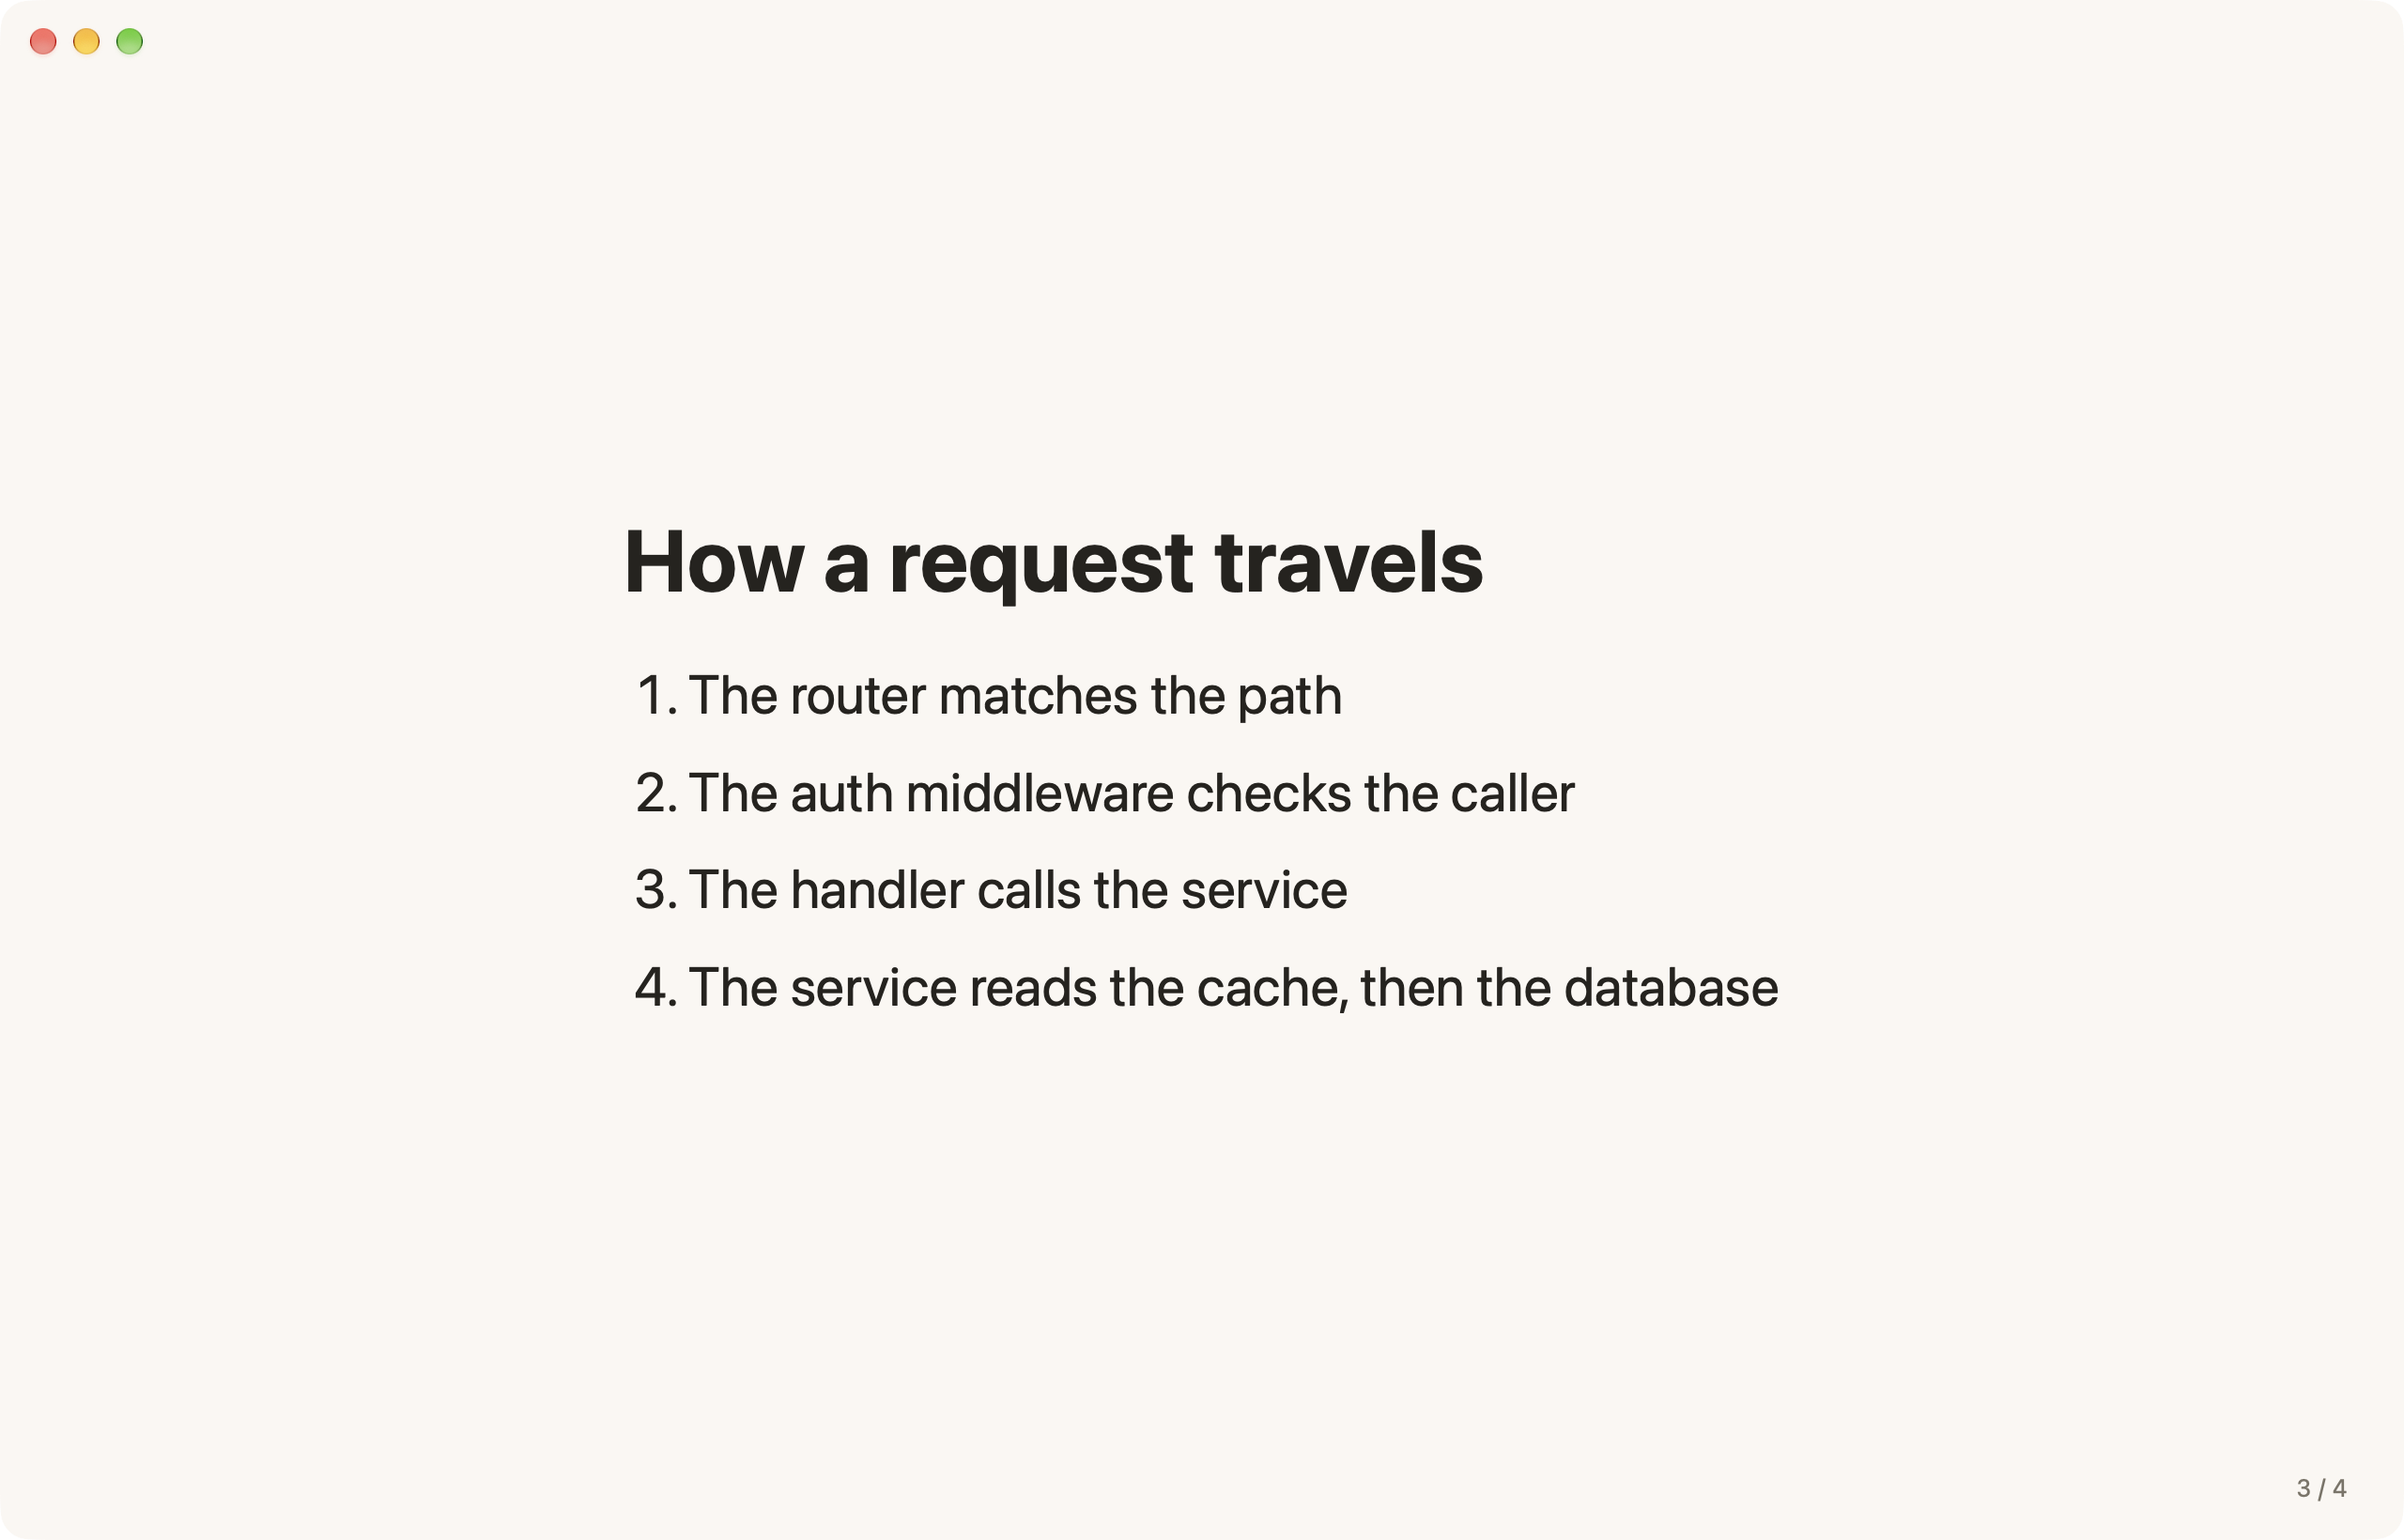 How a request travels
1. The router matches the path
2. The auth middleware checks the caller
3. The handler calls the service
4. The service reads the cache, then the database
3 / 4